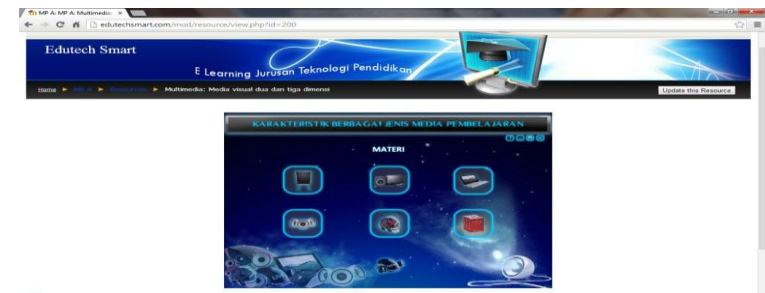 MP A: MP A: Multimedia:
edutechsmart.com/mod/resource/view.php?id=200
Edutech Smart
E Learning Jurusan Teknologi Pendidikan
Home ► MP A ► Resources ► Multimedia: Media visual dua dan tiga dimensi
Update this Resource
KARAKTERISTIK BERBAGAI JENIS MEDIA PEMBELAJARAN
MATERI